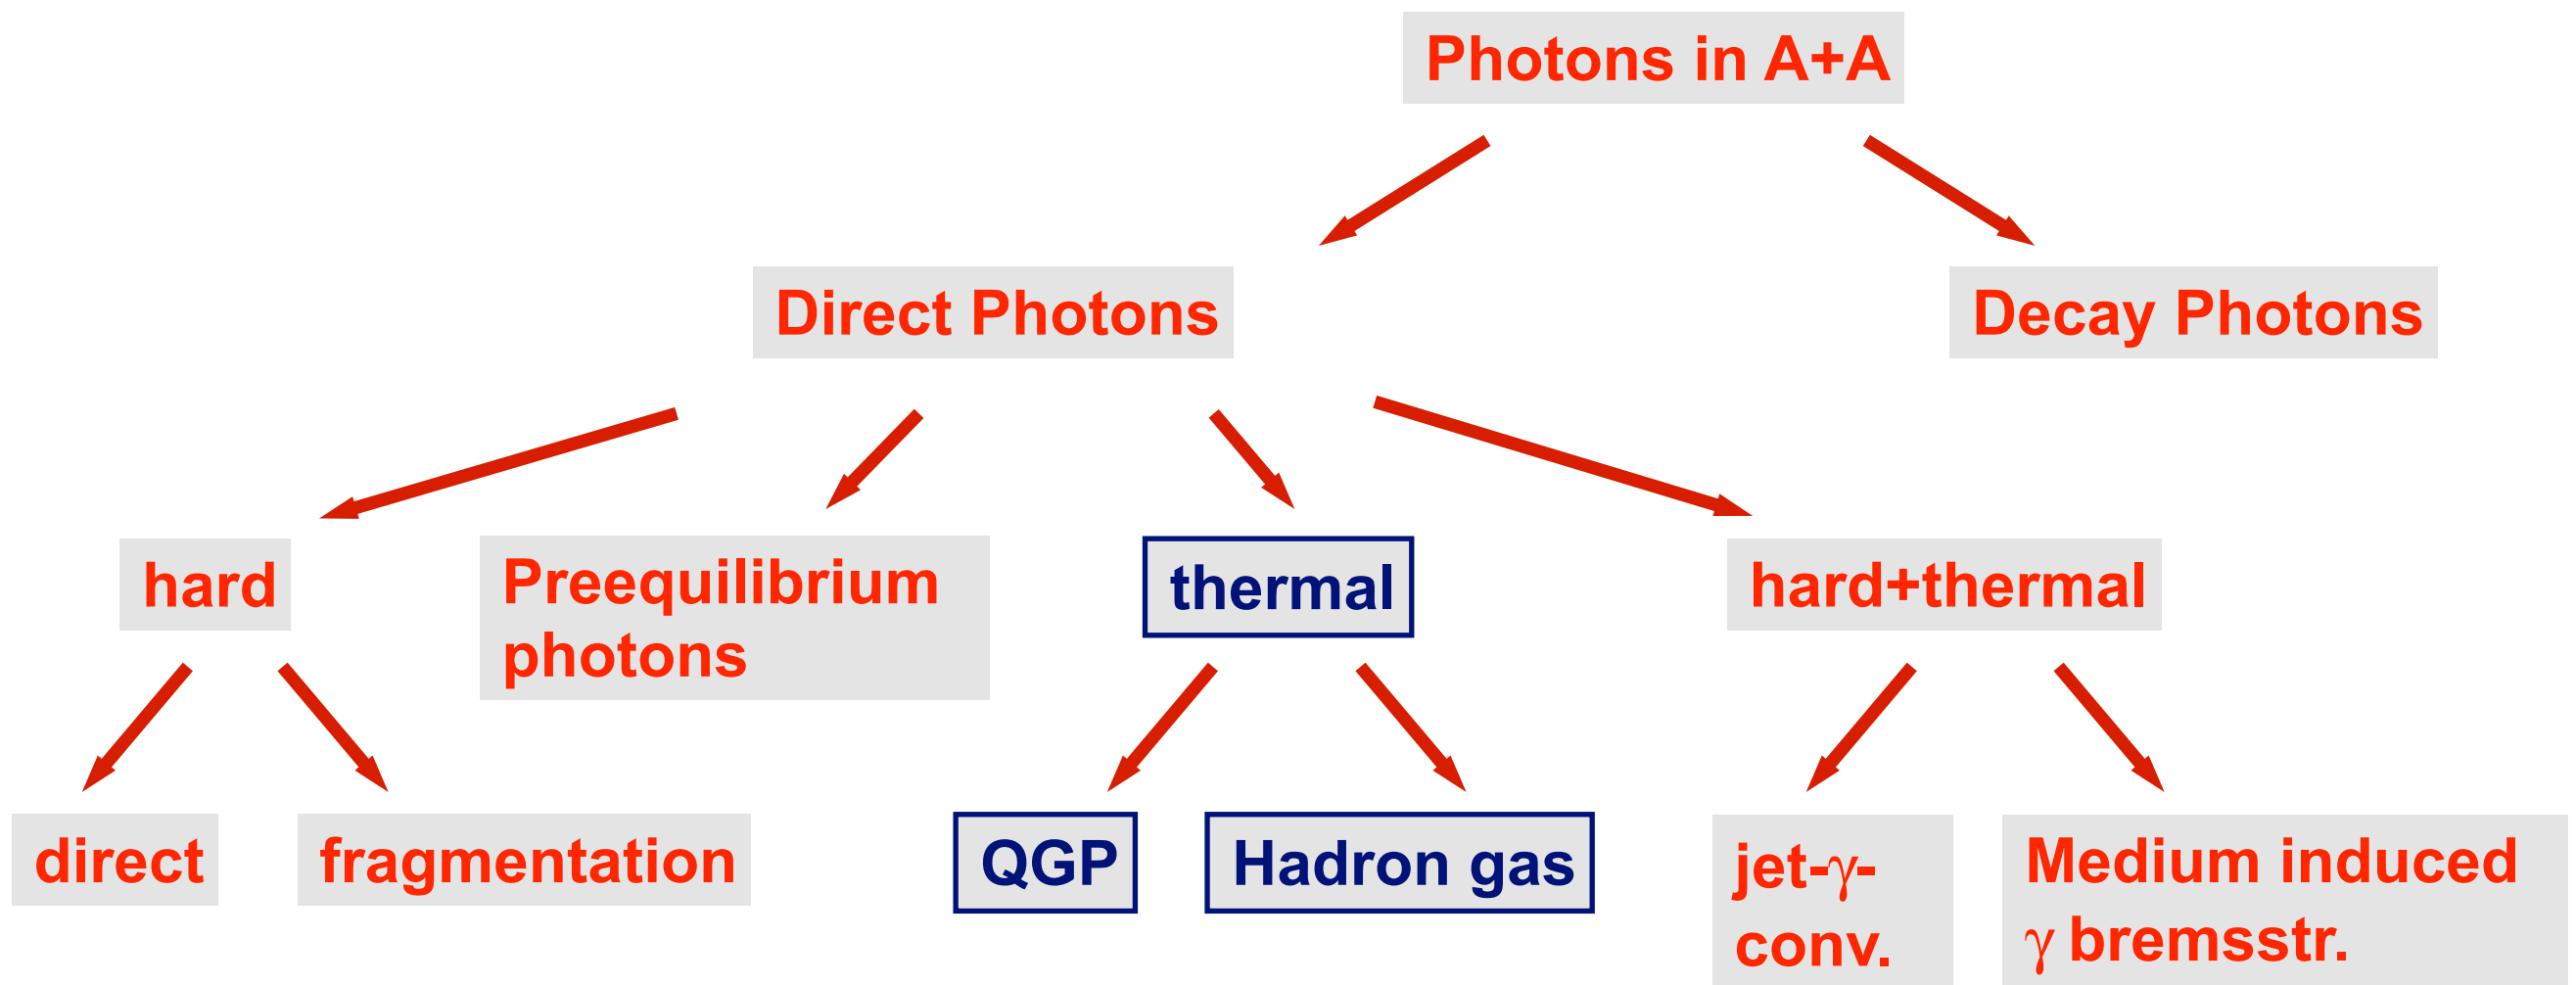 Photons in A+A
Direct Photons
Decay Photons
hard
Preequilibrium
photons
thermal
hard+thermal
direct
fragmentation
QGP
Hadron gas
jet-γ-
conv.
Medium induced
γ bremsstr.